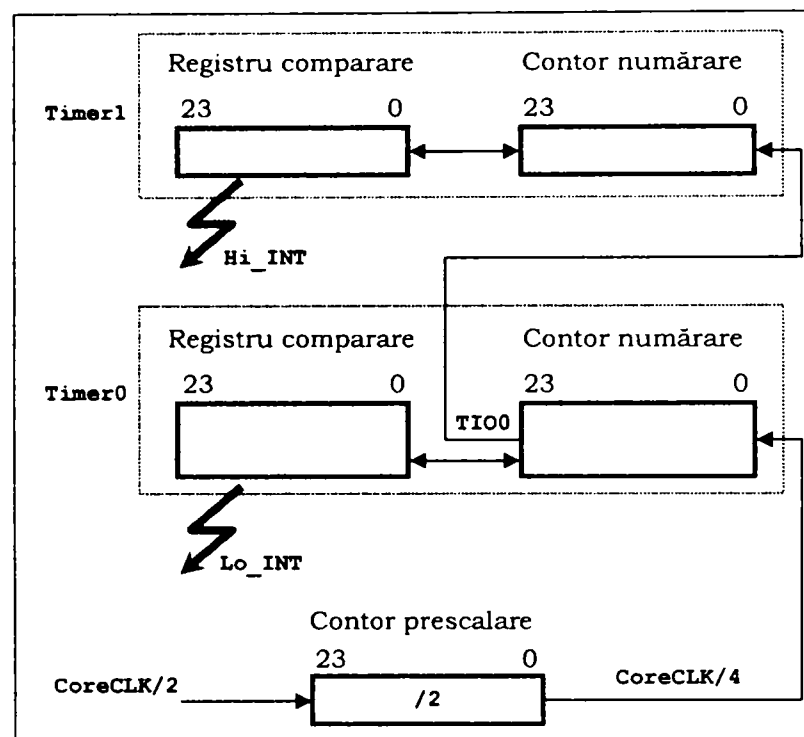 Registru comparare Contor numărare
Timer1
23 0 23 0
Hi_INT
Registru comparare Contor numărare
Timer0
23 0 23 0
TIO0
Lo_INT
Contor prescalare
23 0
CoreCLK/2 /2 CoreCLK/4